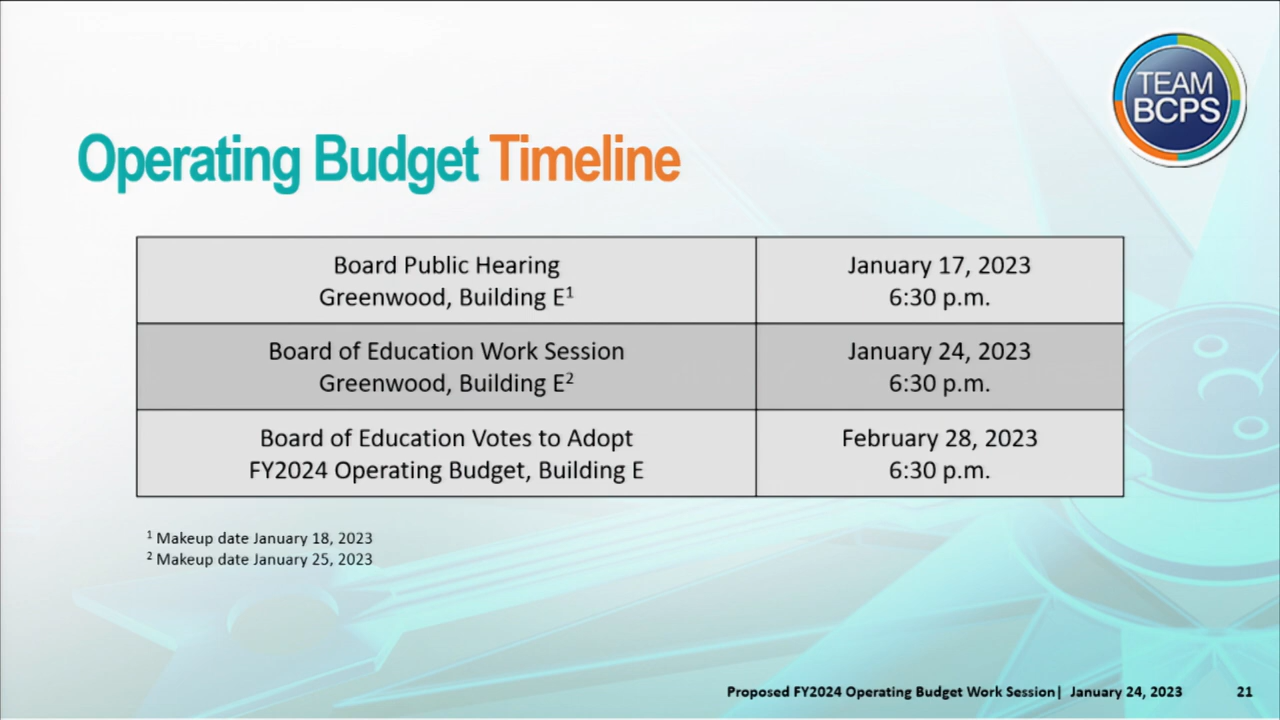 TEAM
BCPS
Operating Budget Timeline
Board Public Hearing
Greenwood, Building E¹
January 17, 2023
6:30 p.m.
Board of Education Work Session
Greenwood, Building E²
January 24, 2023
6:30 p.m.
Board of Education Votes to Adopt
FY2024 Operating Budget, Building E
February 28, 2023
6:30 p.m.
¹ Makeup date January 18, 2023
² Makeup date January 25, 2023
Proposed FY2024 Operating Budget Work Session| January 24, 2023 21